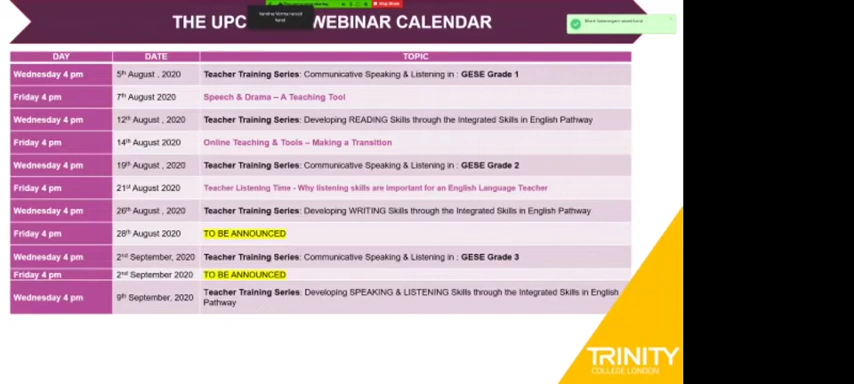 THE UPC WEBINAR CALENDAR
DAY DATE TOPIC
Wednesday 4 pm 5th August , 2020 Teacher Training Series: Communicative Speaking & Listening in : GESE Grade 1
Friday 4 pm 7th August 2020 Speech & Drama – A Teaching Tool
Wednesday 4 pm 12th August , 2020 Teacher Training Series: Developing READING Skills through the Integrated Skills in English Pathway
Friday 4 pm 14th August 2020 Online Teaching & Tools – Making a Transition
Wednesday 4 pm 19th August , 2020 Teacher Training Series: Communicative Speaking & Listening in : GESE Grade 2
Friday 4 pm 21st August 2020 Teacher Listening Time - Why listening skills are important for an English Language Teacher
Wednesday 4 pm 26th August , 2020 Teacher Training Series: Developing WRITING Skills through the Integrated Skills in English Pathway
Friday 4 pm 28th August 2020 TO BE ANNOUNCED
Wednesday 4 pm 2nd September, 2020 Teacher Training Series: Communicative Speaking & Listening in : GESE Grade 3
Friday 4 pm 2nd September 2020 TO BE ANNOUNCED
Wednesday 4 pm 9th September, 2020 Teacher Training Series: Developing SPEAKING & LISTENING Skills through the Integrated Skills in English
Pathway
TRINITY
COLLEGE LONDON